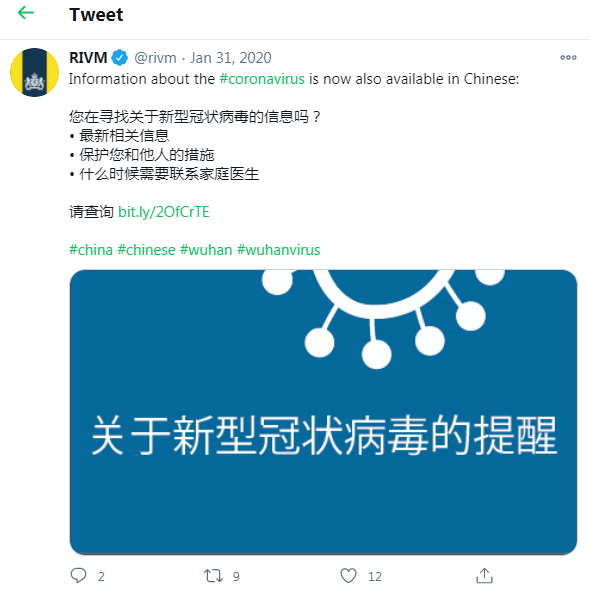 Tweet
RIVM @rivm · Jan 31, 2020
Information about the #coronavirus is now also available in Chinese:
您在寻找关于新型冠状病毒的信息吗？
• 最新相关信息
• 保护您和他人的措施
• 什么时候需要联系家庭医生
请查询 bit.ly/2OfCrTE
#china #chinese #wuhan #wuhanvirus
关于新型冠状病毒的提醒
2 9 12